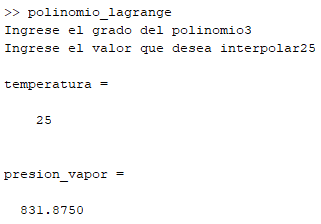 >> polinomio_lagrange
Ingrese el grado del polinomio3
Ingrese el valor que desea interpolar25
temperatura =
25
presion_vapor =
831.8750